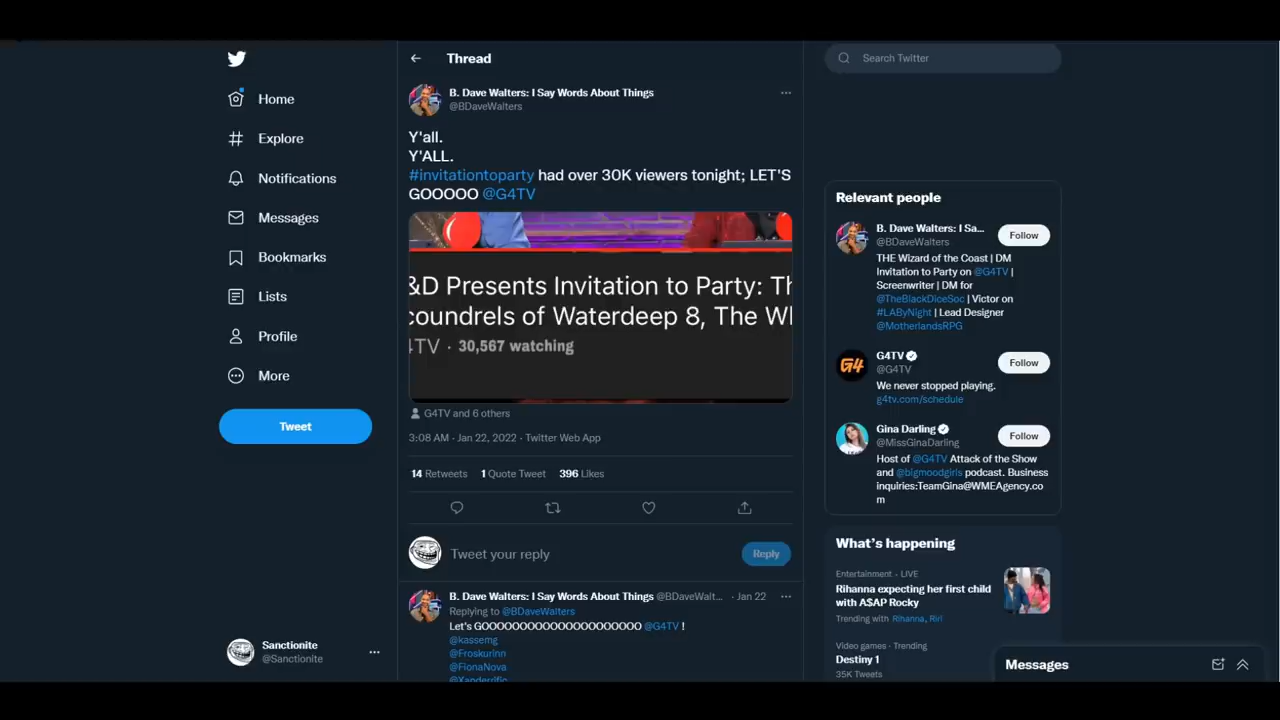 Home
Explore
Notifications
Messages
Bookmarks
Lists
Profile
More
Tweet
Sanctionite
@Sanctionite
Thread
B. Dave Walters: I Say Words About Things
@BDaveWalters
Y'all.
Y'ALL.
#invitationtoparty had over 30K viewers tonight; LET'S
GOOOOO @G4TV
&D Presents Invitation to Party: Th
coundrels of Waterdeep 8, The Wl
4TV · 30,567 watching
G4TV and 6 others
3:08 AM · Jan 22, 2022 · Twitter Web App
14 Retweets 1 Quote Tweet 396 Likes
Tweet your reply
Reply
B. Dave Walters: I Say Words About Things @BDaveWalt... · Jan 22
Replying to @BDaveWalters
Let's GOOOOOOOOOOOOOOOOOOOOO @G4TV !
@kassemg
@Froskurinn
@FionaNova
@Xanderrific
Search Twitter
Relevant people
B. Dave Walters: I Sa...
@BDaveWalters
Follow
THE Wizard of the Coast | DM
Invitation to Party on @G4TV |
Screenwriter | DM for
@TheBlackDiceSoc | Victor on
#LAByNight | Lead Designer
@MotherlandsRPG
G4
G4TV
@G4TV
Follow
We never stopped playing.
g4tv.com/schedule
Gina Darling
@MissGinaDarling
Follow
Host of @G4TV Attack of the Show
and @bigmoodgirls podcast. Business
inquiries:TeamGina@WMEAgency.co
m
What's happening
Entertainment · LIVE
Rihanna expecting her first child
with A$AP Rocky
Trending with Rihanna, Riri
Video games · Trending
Destiny 1
35K Tweets
Messages